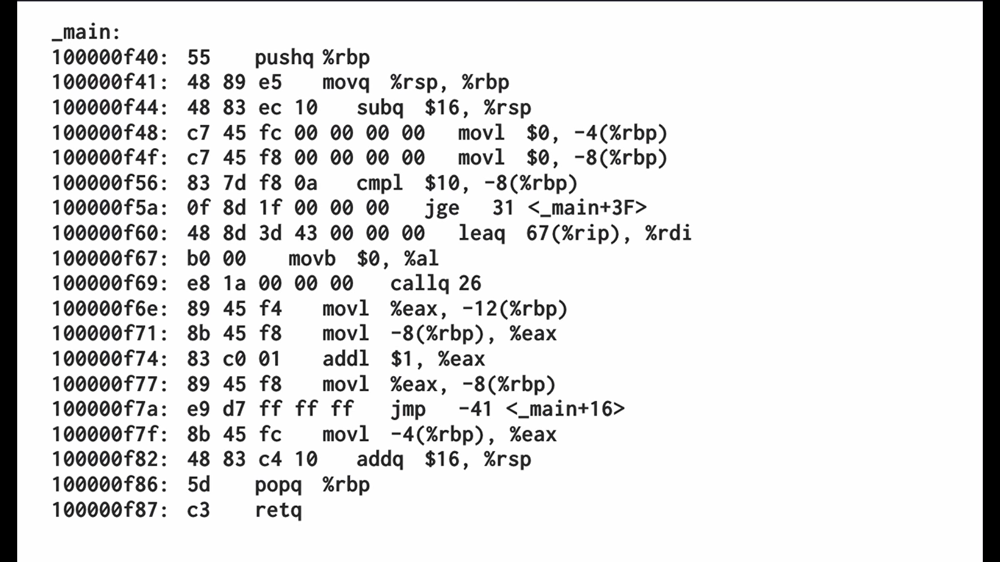 _main:
100000f40: 55 pushq %rbp
100000f41: 48 89 e5 movq %rsp, %rbp
100000f44: 48 83 ec 10 subq $16, %rsp
100000f48: c7 45 fc 00 00 00 00 movl $0, -4(%rbp)
100000f4f: c7 45 f8 00 00 00 00 movl $0, -8(%rbp)
100000f56: 83 7d f8 0a cmpl $10, -8(%rbp)
100000f5a: 0f 8d 1f 00 00 00 jge 31 <_main+3F>
100000f60: 48 8d 3d 43 00 00 00 leaq 67(%rip), %rdi
100000f67: b0 00 movb $0, %al
100000f69: e8 1a 00 00 00 callq 26
100000f6e: 89 45 f4 movl %eax, -12(%rbp)
100000f71: 8b 45 f8 movl -8(%rbp), %eax
100000f74: 83 c0 01 addl $1, %eax
100000f77: 89 45 f8 movl %eax, -8(%rbp)
100000f7a: e9 d7 ff ff ff jmp -41 <_main+16>
100000f7f: 8b 45 fc movl -4(%rbp), %eax
100000f82: 48 83 c4 10 addq $16, %rsp
100000f86: 5d popq %rbp
100000f87: c3 retq